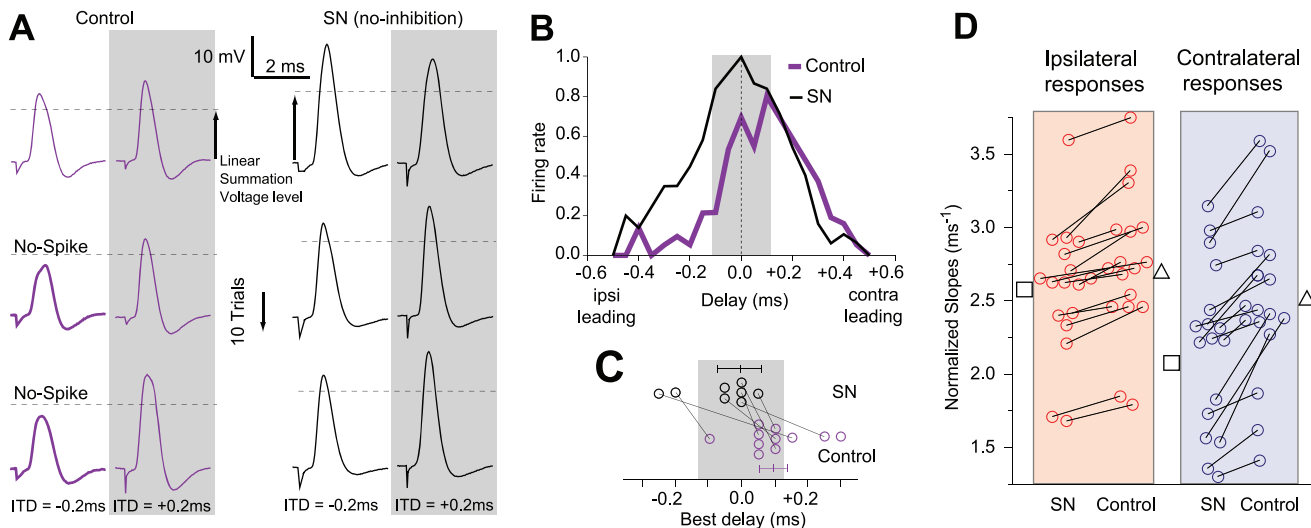 A
Control
SN (no-inhibition)
10 mV
2 ms
Linear
Summation
Voltage level
No-Spike
10 Trials
No-Spike
ITD = -0.2ms
ITD = +0.2ms
ITD = -0.2ms
ITD = +0.2ms
B
Control
SN
Firing rate
1.0
0.8
0.6
0.4
0.2
0.0
-0.6
-0.4
-0.2
0.0
+0.2
+0.4
+0.6
ipsi
leading
Delay (ms)
contra
leading
C
SN
Control
-0.2
0.0
+0.2
Best delay (ms)
D
Ipsilateral
responses
Contralateral
responses
Normalized Slopes (ms⁻¹)
3.5
3.0
2.5
2.0
1.5
SN
Control
SN
Control